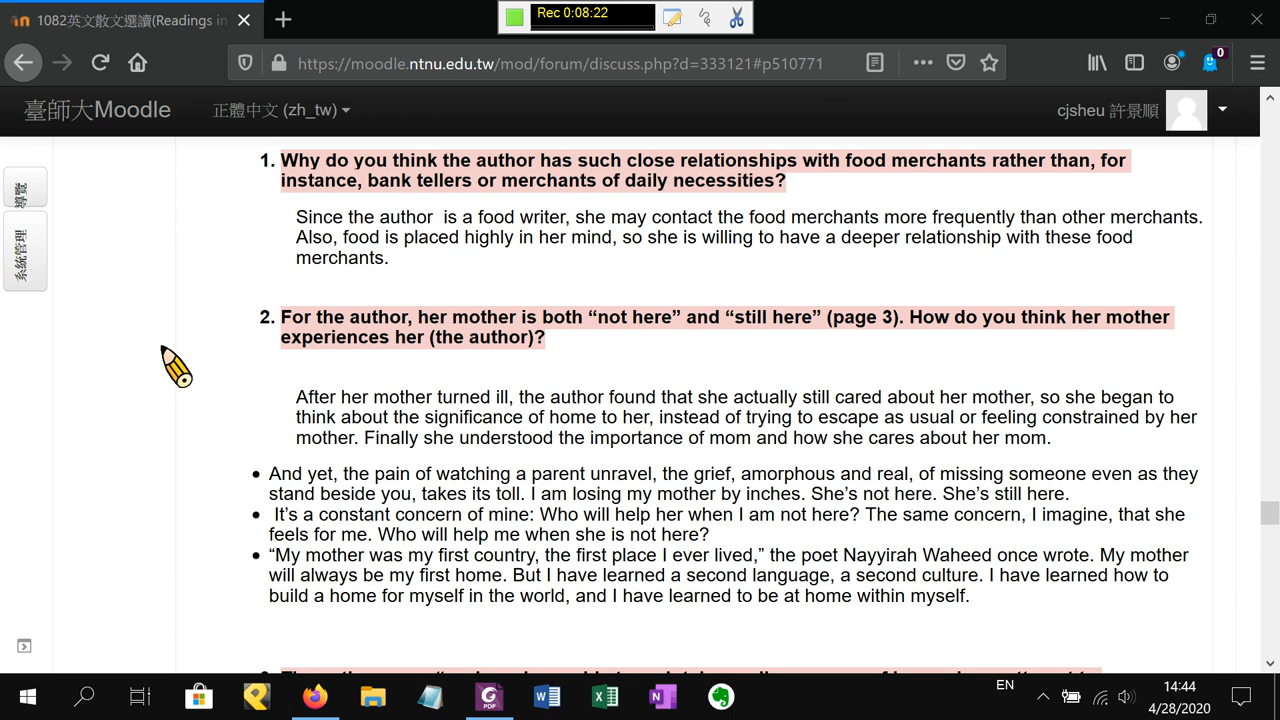 1082英文散文選讀(Readings in
Rec 0:08:22
https://moodle.ntnu.edu.tw/mod/forum/discuss.php?d=333121#p510771
0
臺師大Moodle
正體中文 (zh_tw)
cjsheu 許景順
導覽
系統管理
1. Why do you think the author has such close relationships with food merchants rather than, for
instance, bank tellers or merchants of daily necessities?
Since the author  is a food writer, she may contact the food merchants more frequently than other merchants.
Also, food is placed highly in her mind, so she is willing to have a deeper relationship with these food
merchants.
2. For the author, her mother is both “not here” and “still here” (page 3). How do you think her mother
experiences her (the author)?
After her mother turned ill, the author found that she actually still cared about her mother, so she began to
think about the significance of home to her, instead of trying to escape as usual or feeling constrained by her
mother. Finally she understood the importance of mom and how she cares about her mom.
• And yet, the pain of watching a parent unravel, the grief, amorphous and real, of missing someone even as they
stand beside you, takes its toll. I am losing my mother by inches. She’s not here. She’s still here.
• It’s a constant concern of mine: Who will help her when I am not here? The same concern, I imagine, that she
feels for me. Who will help me when she is not here?
• “My mother was my first country, the first place I ever lived,” the poet Nayyirah Waheed once wrote. My mother
will always be my first home. But I have learned a second language, a second culture. I have learned how to
build a home for myself in the world, and I have learned to be at home within myself.
EN
14:44
4/28/2020